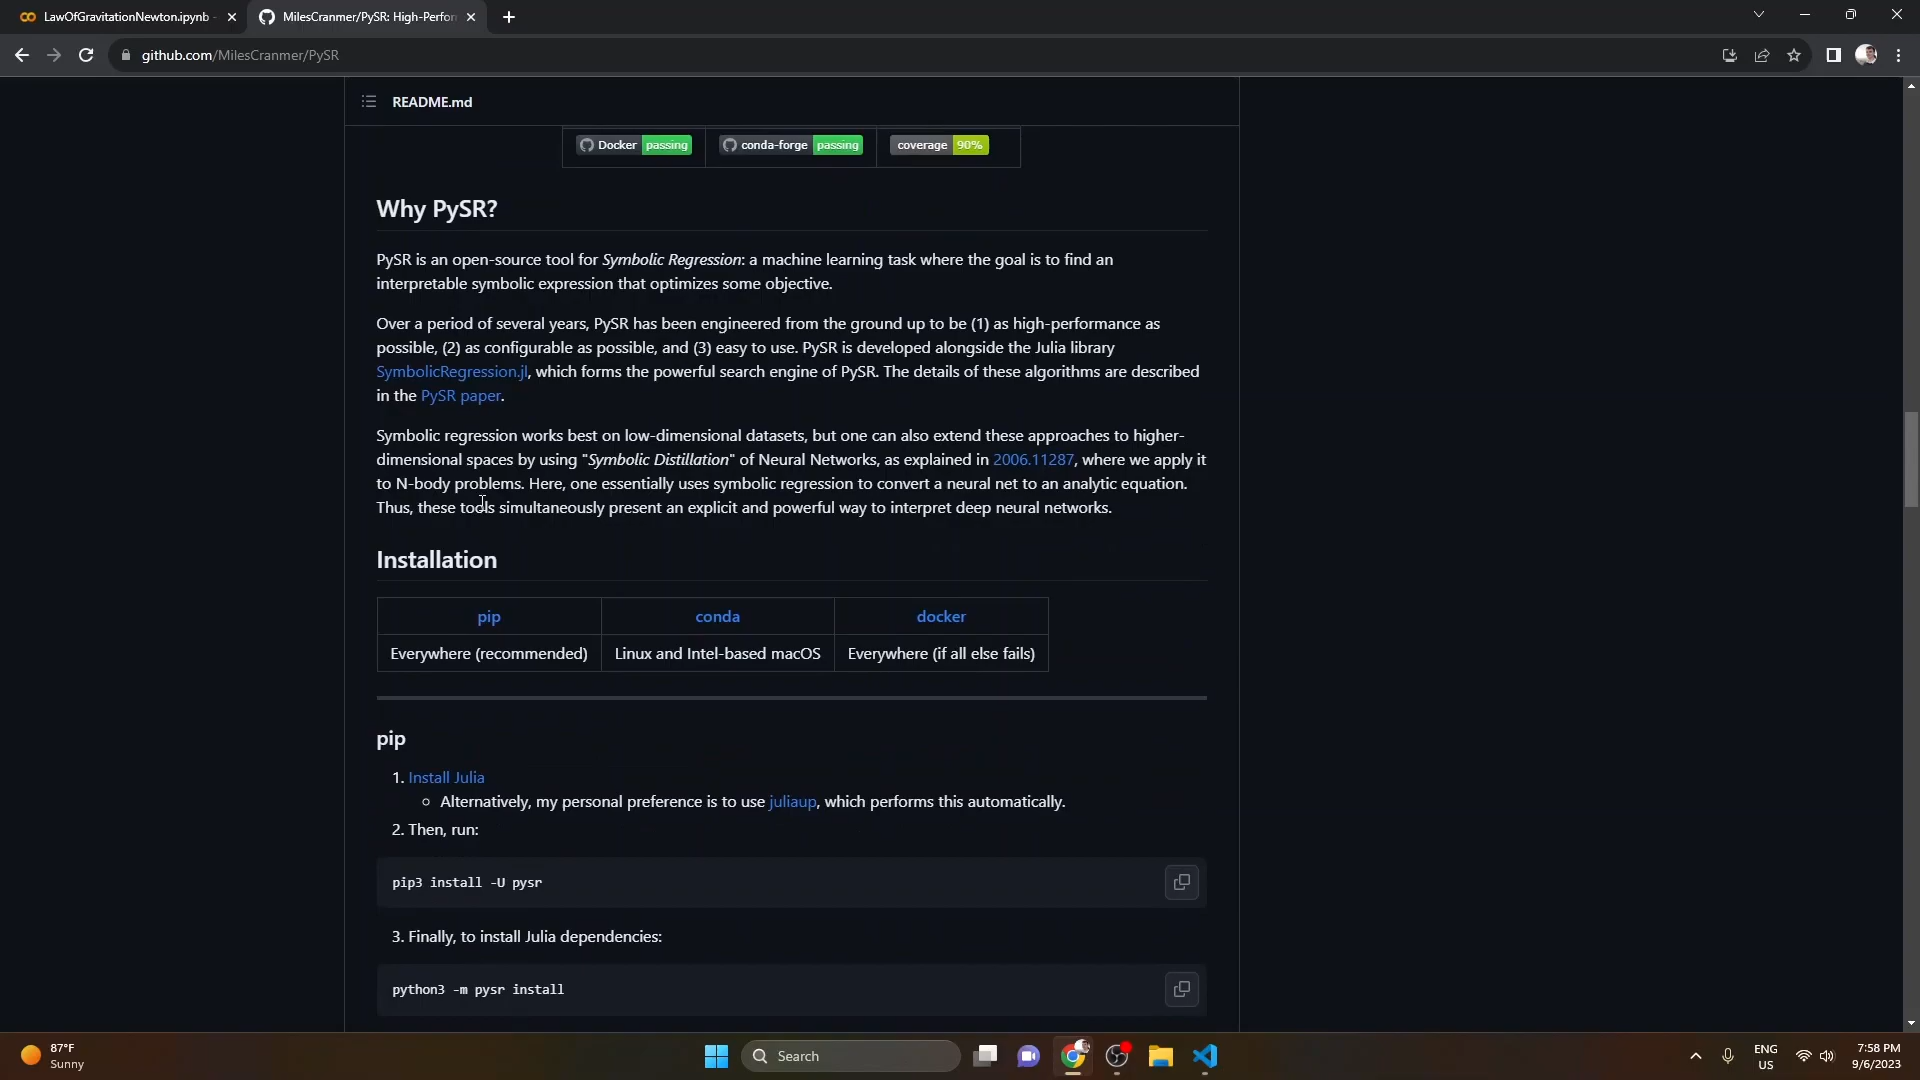 LawOfGravitationNewton.ipynb -
MilesCranmer/PySR: High-Perfor
github.com/MilesCranmer/PySR
README.md
Docker passing
conda-forge passing
coverage 90%
Why PySR?
PySR is an open-source tool for Symbolic Regression: a machine learning task where the goal is to find an
interpretable symbolic expression that optimizes some objective.
Over a period of several years, PySR has been engineered from the ground up to be (1) as high-performance as
possible, (2) as configurable as possible, and (3) easy to use. PySR is developed alongside the Julia library
SymbolicRegression.jl, which forms the powerful search engine of PySR. The details of these algorithms are described
in the PySR paper.
Symbolic regression works best on low-dimensional datasets, but one can also extend these approaches to higher-
dimensional spaces by using "Symbolic Distillation" of Neural Networks, as explained in 2006.11287, where we apply it
to N-body problems. Here, one essentially uses symbolic regression to convert a neural net to an analytic equation.
Thus, these tools simultaneously present an explicit and powerful way to interpret deep neural networks.
Installation
pip conda docker
Everywhere (recommended) Linux and Intel-based macOS Everywhere (if all else fails)
pip
1. Install Julia
Alternatively, my personal preference is to use juliaup, which performs this automatically.
2. Then, run:
pip3 install -U pysr
3. Finally, to install Julia dependencies:
python3 -m pysr install
87°F
Sunny
Search
ENG
US
7:58 PM
9/6/2023